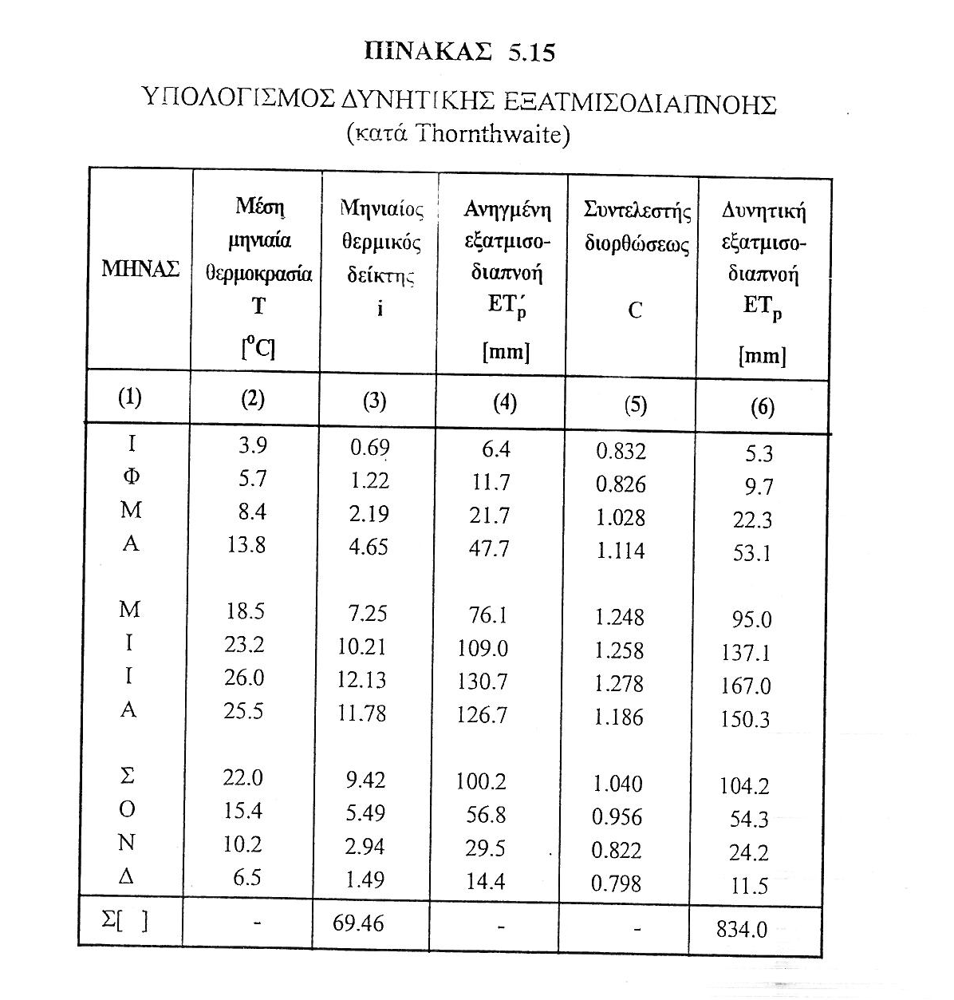 ΠΙΝΑΚΑΣ 5.15
ΥΠΟΛΟΓΙΣΜΟΣ ΔΥΝΗΤΙΚΗΣ ΕΞΑΤΜΙΣΟΔΙΑΠΝΟΗΣ
(κατά Thornthwaite)
ΜΗΝΑΣ
Μέση
μηνιαία
θερμοκρασία
T
[°C]
Μηνιαίος
θερμικός
δείκτης
i
Ανηγμένη
εξατμισο-
διαπνοή
ET΄p
[mm]
Συντελεστής
διορθώσεως
C
Δυνητική
εξατμισο-
διαπνοή
ETp
[mm]
(1) (2) (3) (4) (5) (6)
Ι 3.9 0.69 6.4 0.832 5.3
Φ 5.7 1.22 11.7 0.826 9.7
Μ 8.4 2.19 21.7 1.028 22.3
Α 13.8 4.65 47.7 1.114 53.1
Μ 18.5 7.25 76.1 1.248 95.0
Ι 23.2 10.21 109.0 1.258 137.1
Ι 26.0 12.13 130.7 1.278 167.0
Α 25.5 11.78 126.7 1.186 150.3
Σ 22.0 9.42 100.2 1.040 104.2
Ο 15.4 5.49 56.8 0.956 54.3
Ν 10.2 2.94 29.5 0.822 24.2
Δ 6.5 1.49 14.4 0.798 11.5
Σ[ ] - 69.46 - - 834.0